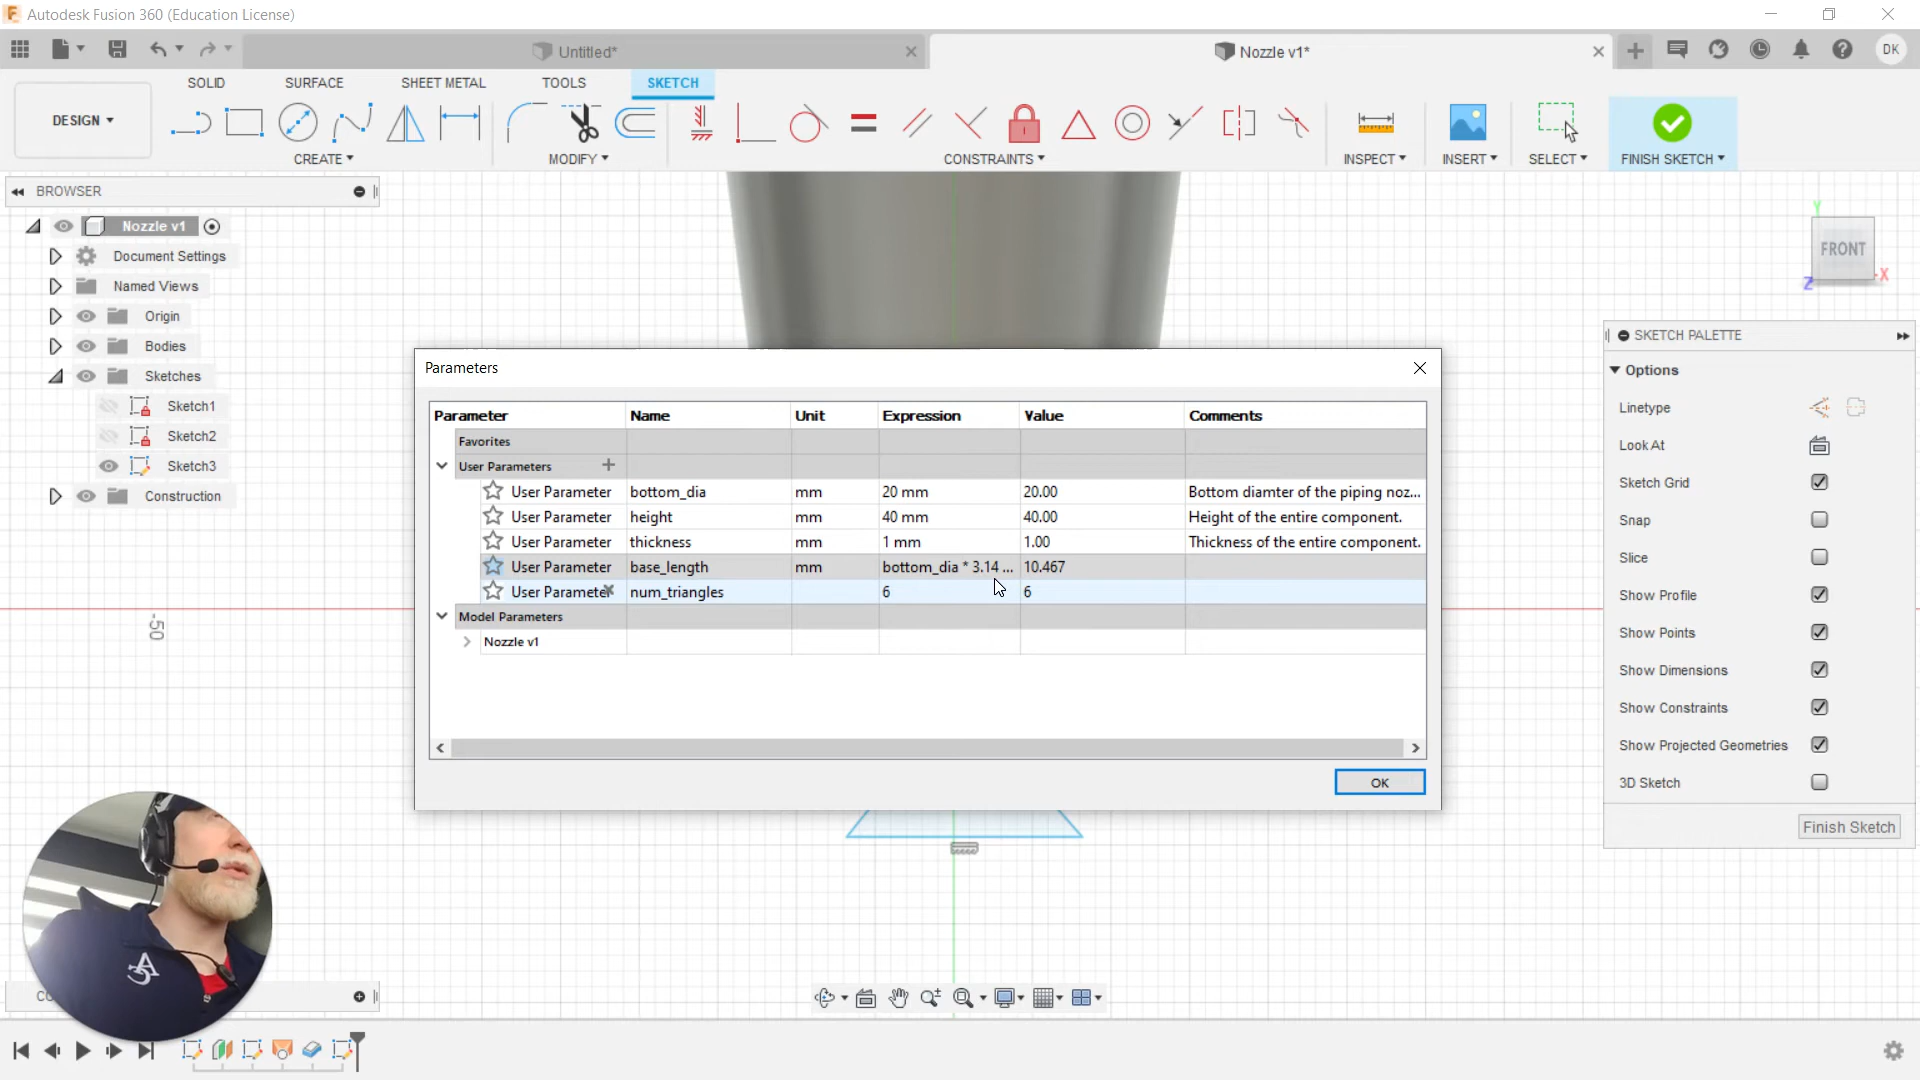 Autodesk Fusion 360 (Education License)
Untitled*
Nozzle v1*
DK
SOLID
SURFACE
SHEET METAL
TOOLS
SKETCH
DESIGN
CREATE
MODIFY
CONSTRAINTS
INSPECT
INSERT
SELECT
FINISH SKETCH
BROWSER
Nozzle v1
Document Settings
Named Views
Origin
Bodies
Sketches
Sketch1
Sketch2
Sketch3
Construction
Y
FRONT
X
Z
-50
Parameters
Parameter Name Unit Expression Value Comments
Favorites
User Parameters
User Parameter bottom_dia mm 20 mm 20.00 Bottom diamter of the piping noz...
User Parameter height mm 40 mm 40.00 Height of the entire component.
User Parameter thickness mm 1 mm 1.00 Thickness of the entire component.
User Parameter base_length mm bottom_dia * 3.14 ... 10.467
User Parameter num_triangles 6 6
Model Parameters
Nozzle v1
OK
SKETCH PALETTE
Options
Linetype
Look At
Sketch Grid
Snap
Slice
Show Profile
Show Points
Show Dimensions
Show Constraints
Show Projected Geometries
3D Sketch
Finish Sketch
CO